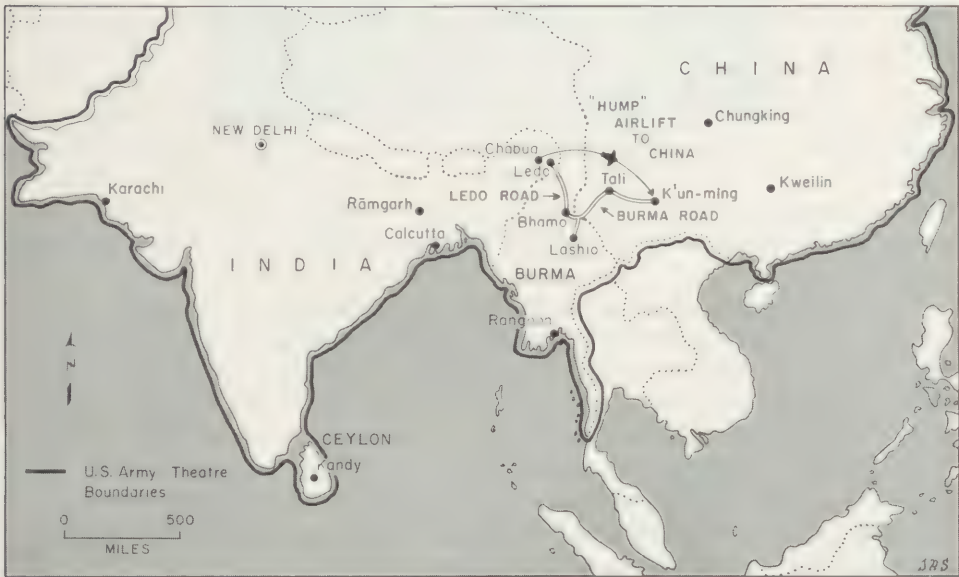 C H I N A
"HUMP"
AIRLIFT
TO
CHINA
Chungking
NEW DELHI
Chabua
Ledo
Tali
K'un-ming
Kweilin
Karachi
LEDO ROAD
Rāmgarh
Bhamo
BURMA ROAD
Calcutta
Lashio
I N D I A
BURMA
Rangoon
N
CEYLON
Kandy
U.S. Army Theatre
Boundaries
0 500
MILES